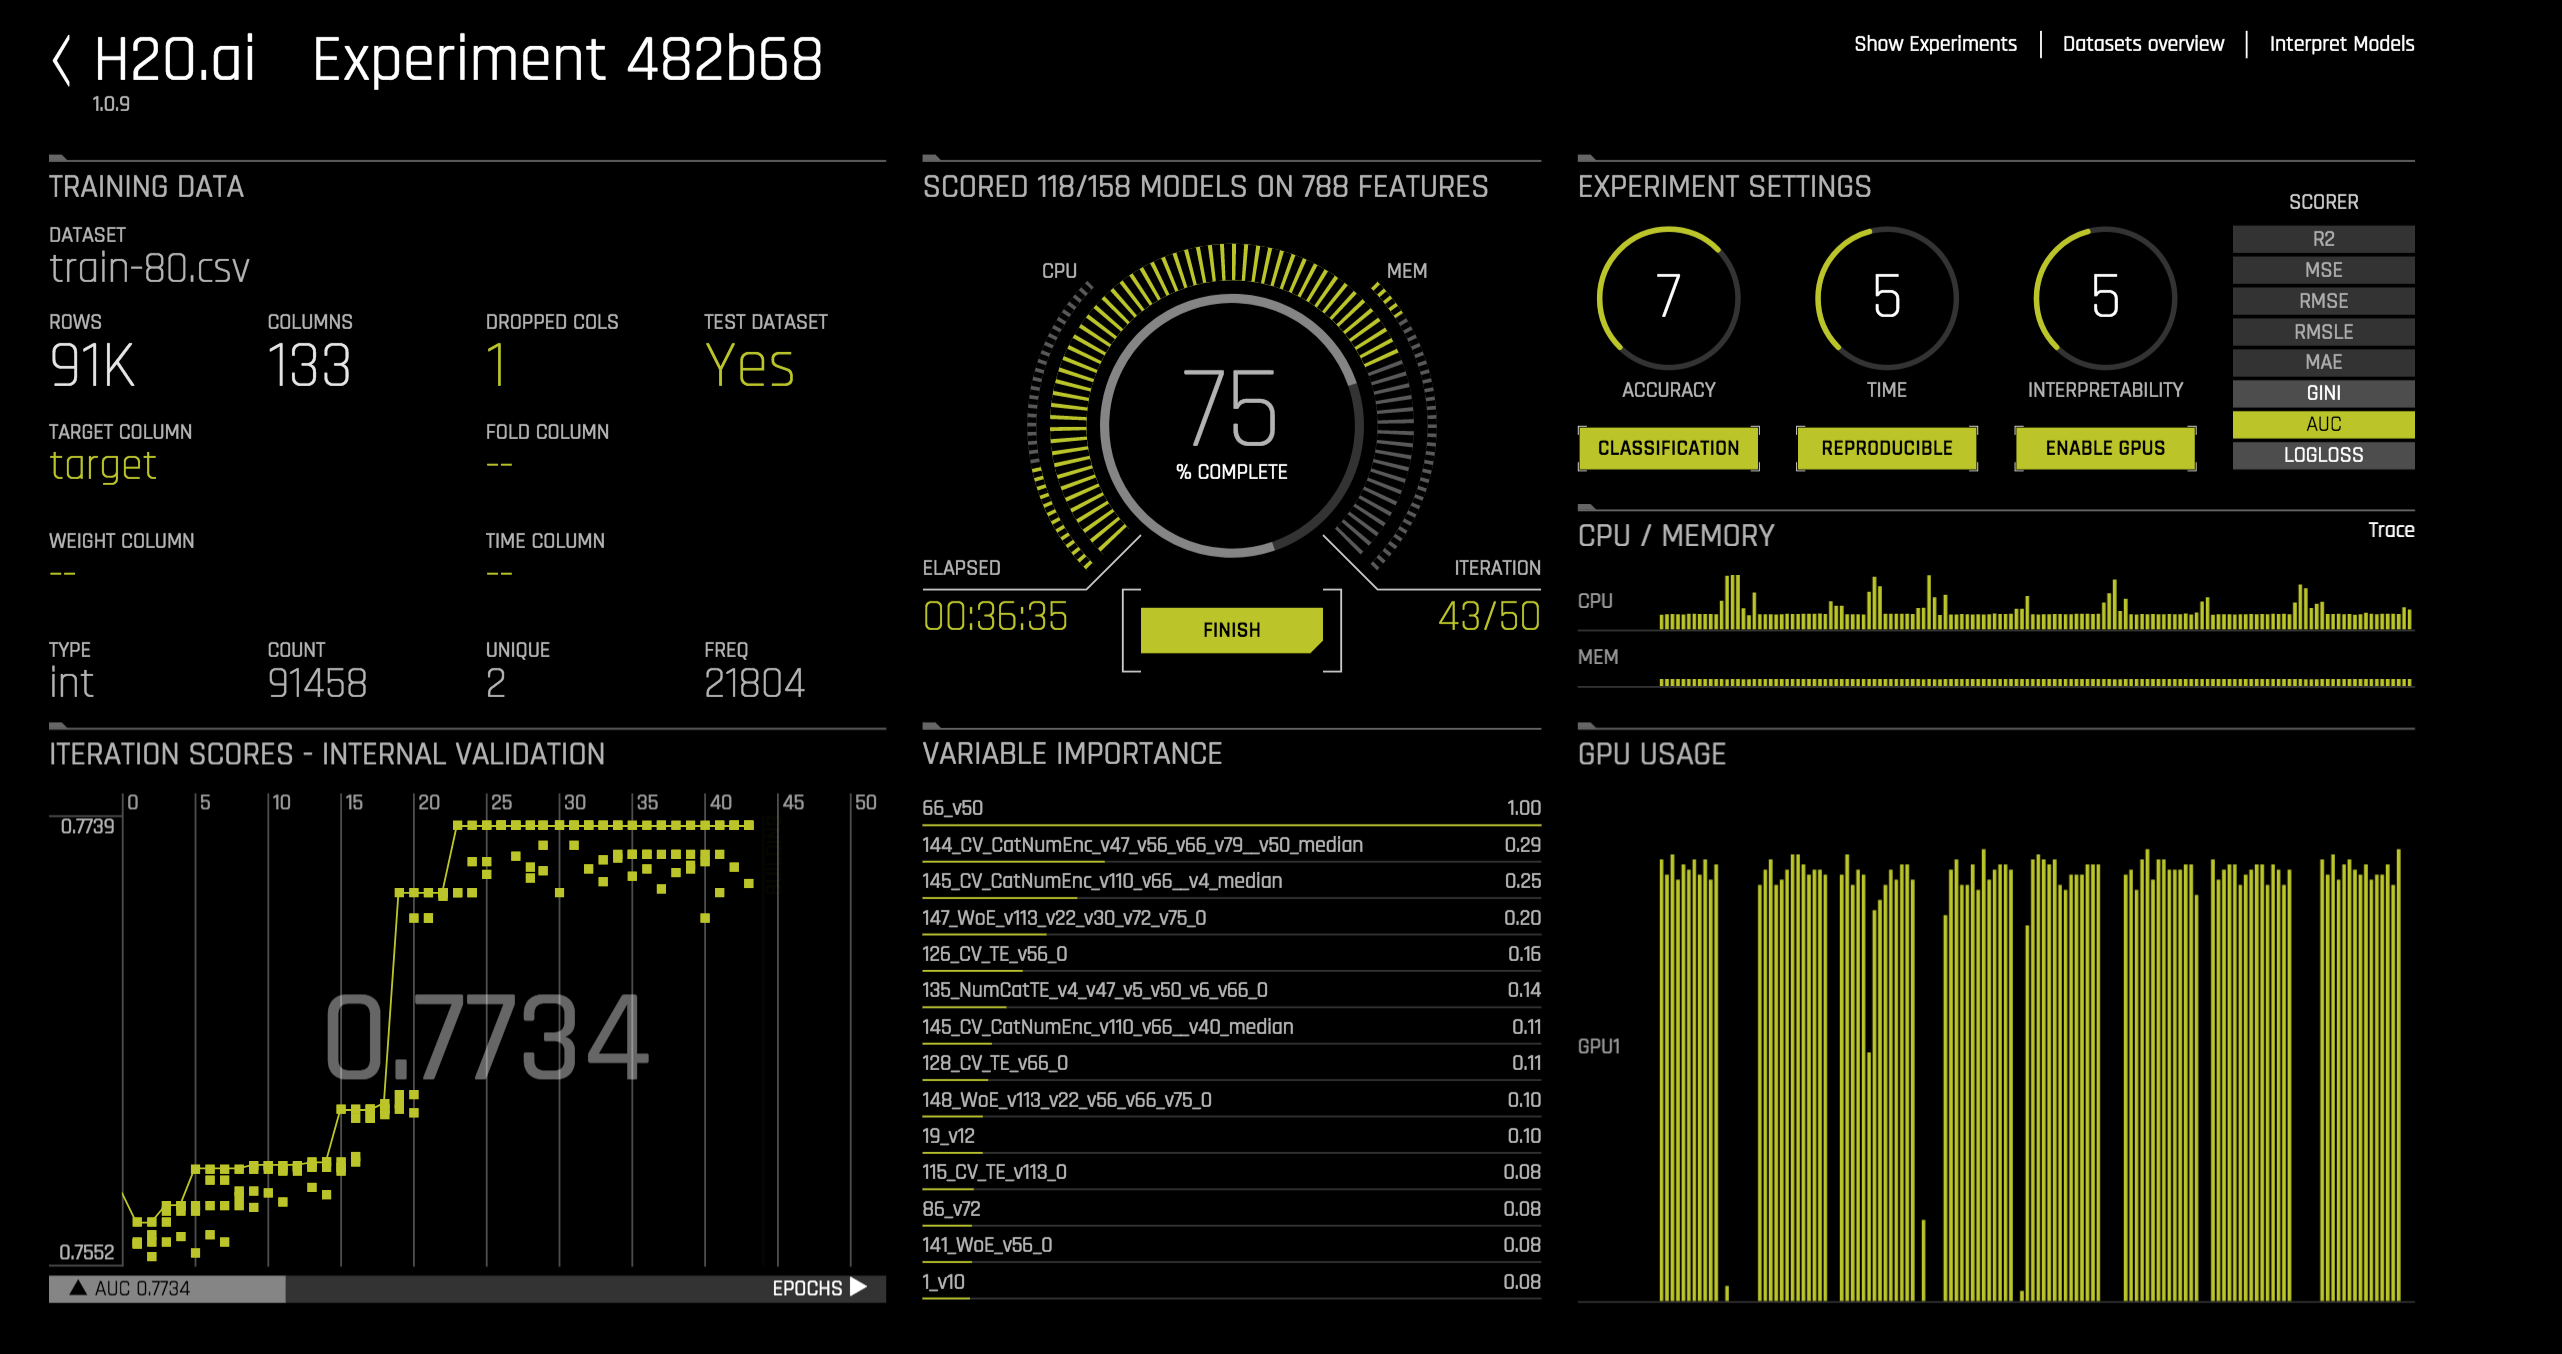 H2O.ai Experiment 482b68
1.0.9
Show Experiments Datasets overview Interpret Models
TRAINING DATA
DATASET
train-80.csv
ROWS COLUMNS DROPPED COLS TEST DATASET
91K 133 1 Yes
TARGET COLUMN FOLD COLUMN
target --
WEIGHT COLUMN TIME COLUMN
-- --
TYPE COUNT UNIQUE FREQ
int 91458 2 21804
SCORED 118/158 MODELS ON 788 FEATURES
CPU MEM
75
% COMPLETE
ELAPSED ITERATION
00:36:35 43/50
FINISH
EXPERIMENT SETTINGS
7 5 5
ACCURACY TIME INTERPRETABILITY
CLASSIFICATION REPRODUCIBLE ENABLE GPUS
SCORER
R2
MSE
RMSE
RMSLE
MAE
GINI
AUC
LOGLOSS
CPU / MEMORY Trace
CPU
MEM
ITERATION SCORES - INTERNAL VALIDATION
0 5 10 15 20 25 30 35 40 45 50
0.7739
0.7734
0.7552
AUC 0.7734 EPOCHS
VARIABLE IMPORTANCE
66_v50 1.00
144_CV_CatNumEnc_v47_v56_v66_v79__v50_median 0.29
145_CV_CatNumEnc_v110_v66__v4_median 0.25
147_WoE_v113_v22_v30_v72_v75_0 0.20
126_CV_TE_v56_0 0.16
135_NumCatTE_v4_v47_v5_v50_v6_v66_0 0.14
145_CV_CatNumEnc_v110_v66__v40_median 0.11
128_CV_TE_v66_0 0.11
148_WoE_v113_v22_v56_v66_v75_0 0.10
19_v12 0.10
115_CV_TE_v113_0 0.08
86_v72 0.08
141_WoE_v56_0 0.08
1_v10 0.08
GPU USAGE
GPU1